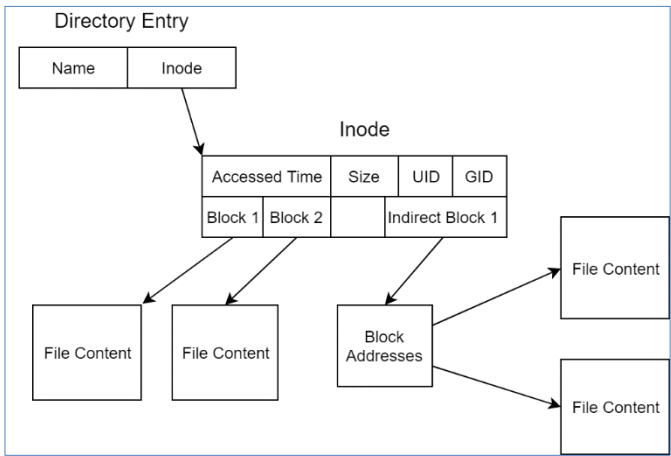 Directory Entry
Name
Inode
Inode
Accessed Time
Size
UID
GID
Block 1
Block 2
Indirect Block 1
File Content
File Content
Block
Addresses
File Content
File Content